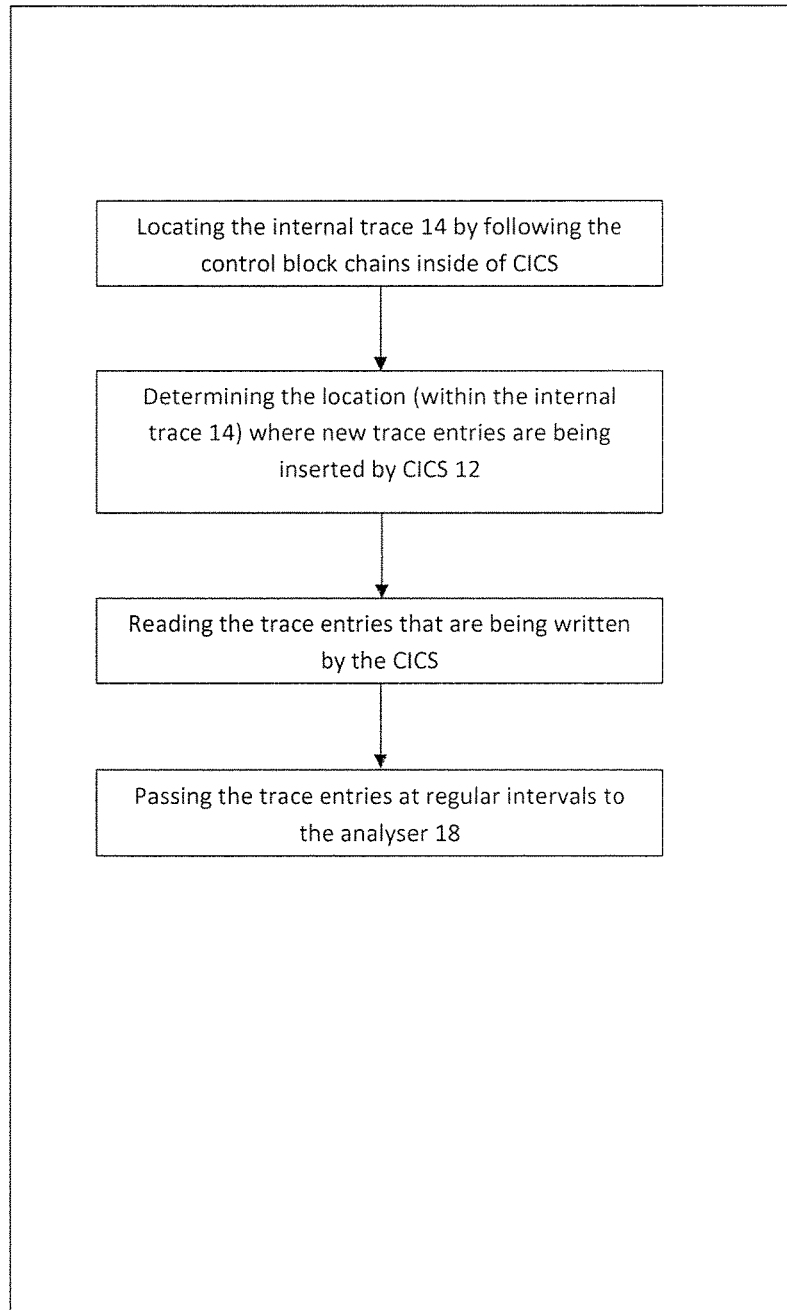 Locating the internal trace 14 by following the
control block chains inside of CICS
Determining the location (within the internal
trace 14) where new trace entries are being
inserted by CICS 12
Reading the trace entries that are being written
by the CICS
Passing the trace entries at regular intervals to
the analyser 18